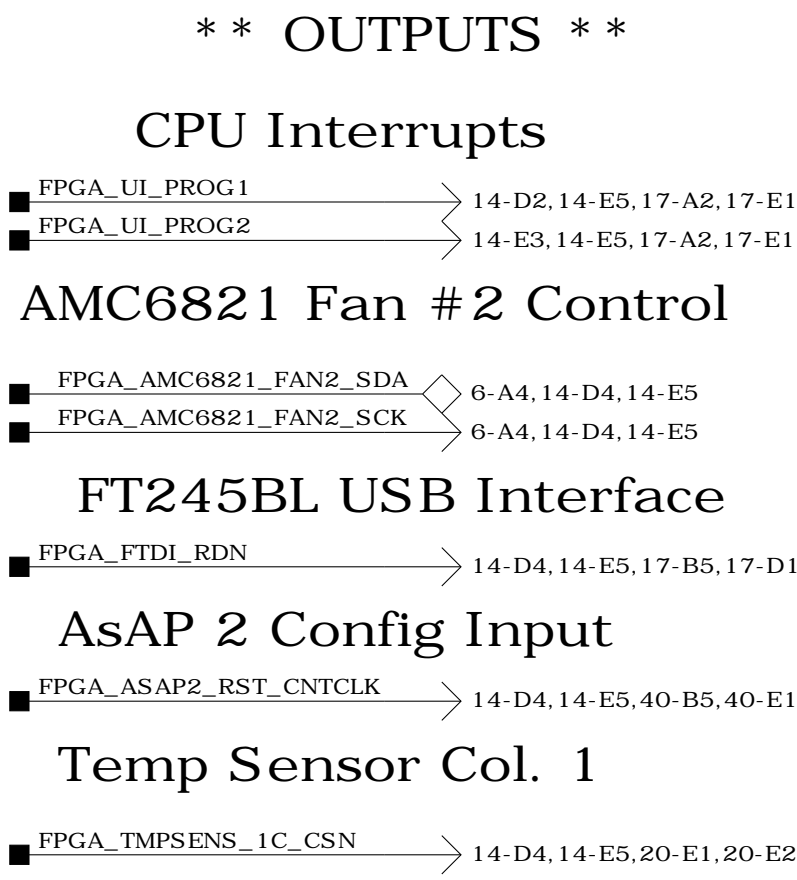 ** OUTPUTS **
CPU Interrupts
FPGA_UI_PROG1 14-D2,14-E5,17-A2,17-E1
FPGA_UI_PROG2 14-E3,14-E5,17-A2,17-E1
AMC6821 Fan #2 Control
FPGA_AMC6821_FAN2_SDA 6-A4,14-D4,14-E5
FPGA_AMC6821_FAN2_SCK 6-A4,14-D4,14-E5
FT245BL USB Interface
FPGA_FTDI_RDN 14-D4,14-E5,17-B5,17-D1
AsAP 2 Config Input
FPGA_ASAP2_RST_CNTCLK 14-D4,14-E5,40-B5,40-E1
Temp Sensor Col. 1
FPGA_TMPSENS_1C_CSN 14-D4,14-E5,20-E1,20-E2